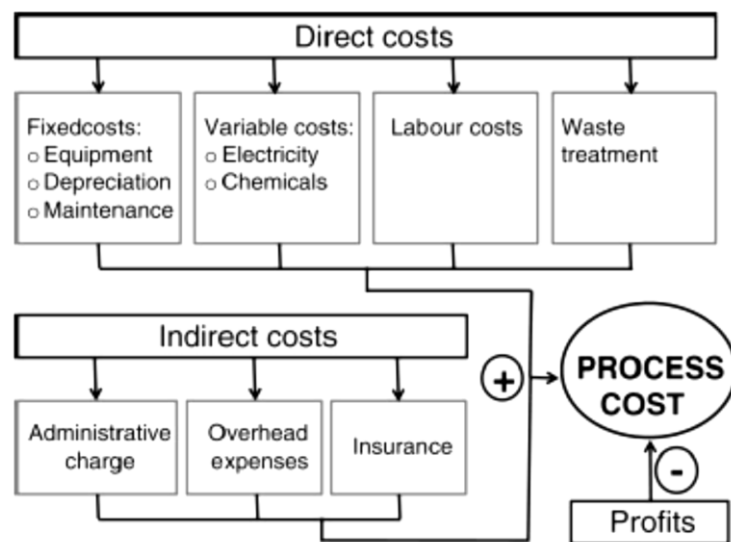 Direct costs
Fixedcosts:
o Equipment
o Depreciation
o Maintenance
Variable costs:
o Electricity
o Chemicals
Labour costs
Waste
treatment
Indirect costs
Administrative
charge
Overhead
expenses
Insurance
+
PROCESS
COST
-
Profits